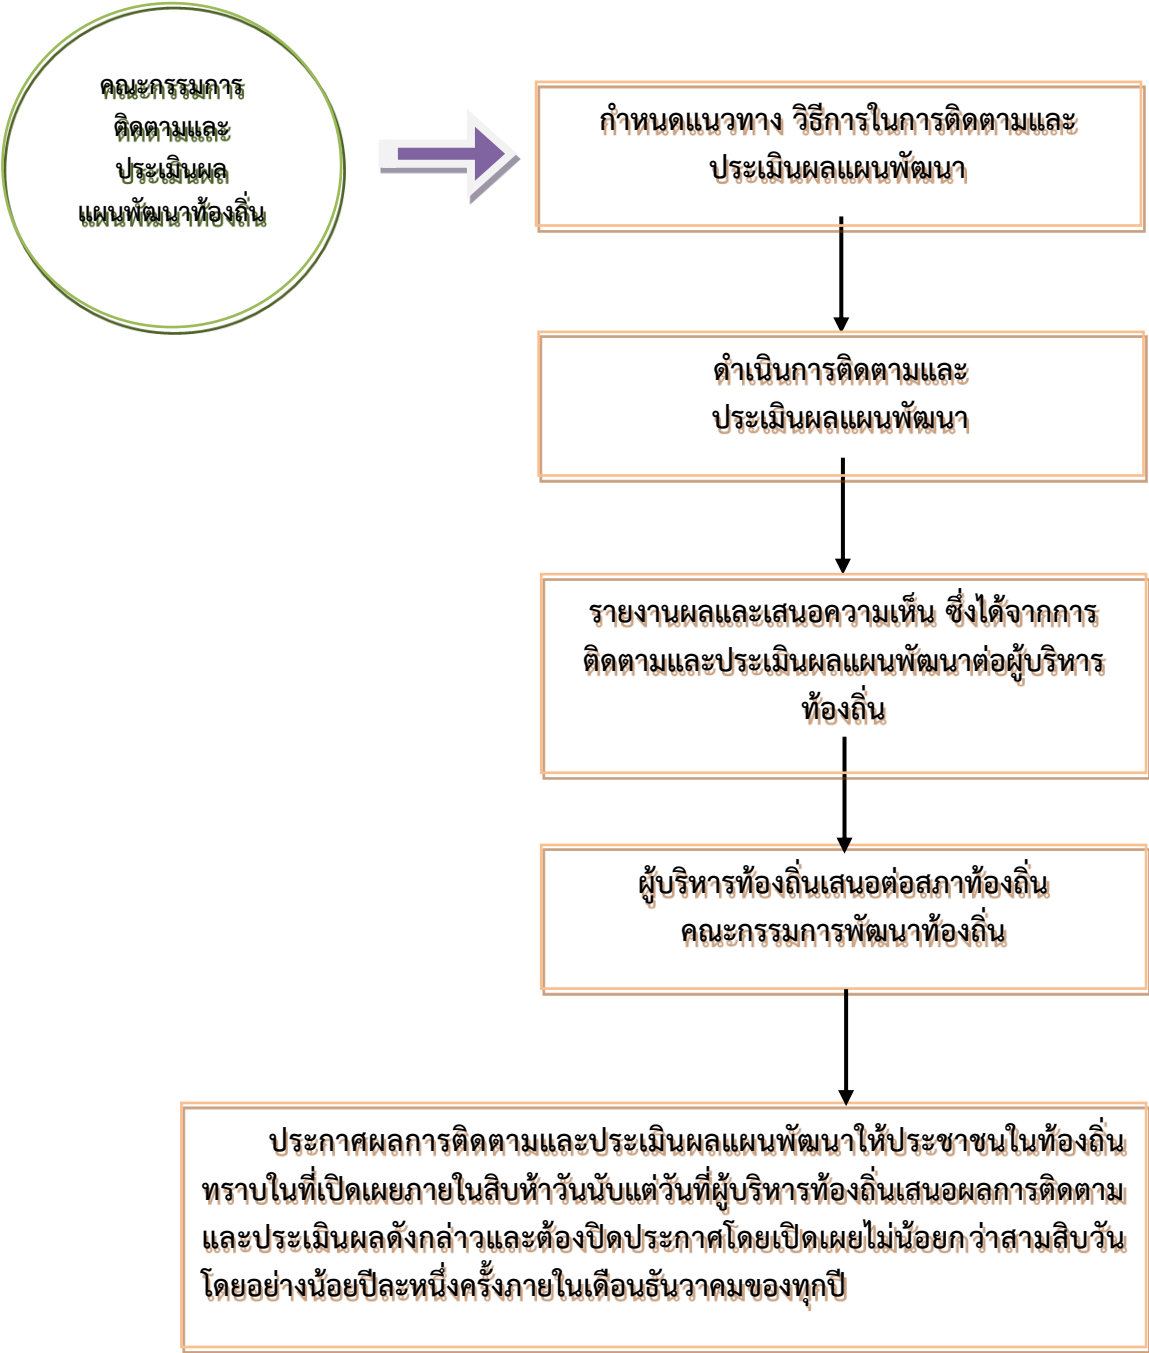 คณะกรรมการ
ติดตามและ
ประเมินผล
แผนพัฒนาท้องถิ่น
กำหนดแนวทาง วิธีการในการติดตามและ
ประเมินผลแผนพัฒนา
ดำเนินการติดตามและ
ประเมินผลแผนพัฒนา
รายงานผลและเสนอความเห็น ซึ่งได้จากการ
ติดตามและประเมินผลแผนพัฒนาต่อผู้บริหาร
ท้องถิ่น
ผู้บริหารท้องถิ่นเสนอต่อสภาท้องถิ่น
คณะกรรมการพัฒนาท้องถิ่น
ประกาศผลการติดตามและประเมินผลแผนพัฒนาให้ประชาชนในท้องถิ่น
ทราบในที่เปิดเผยภายในสิบห้าวันนับแต่วันที่ผู้บริหารท้องถิ่นเสนอผลการติดตาม
และประเมินผลดังกล่าวและต้องปิดประกาศโดยเปิดเผยไม่น้อยกว่าสามสิบวัน
โดยอย่างน้อยปีละหนึ่งครั้งภายในเดือนธันวาคมของทุกปี